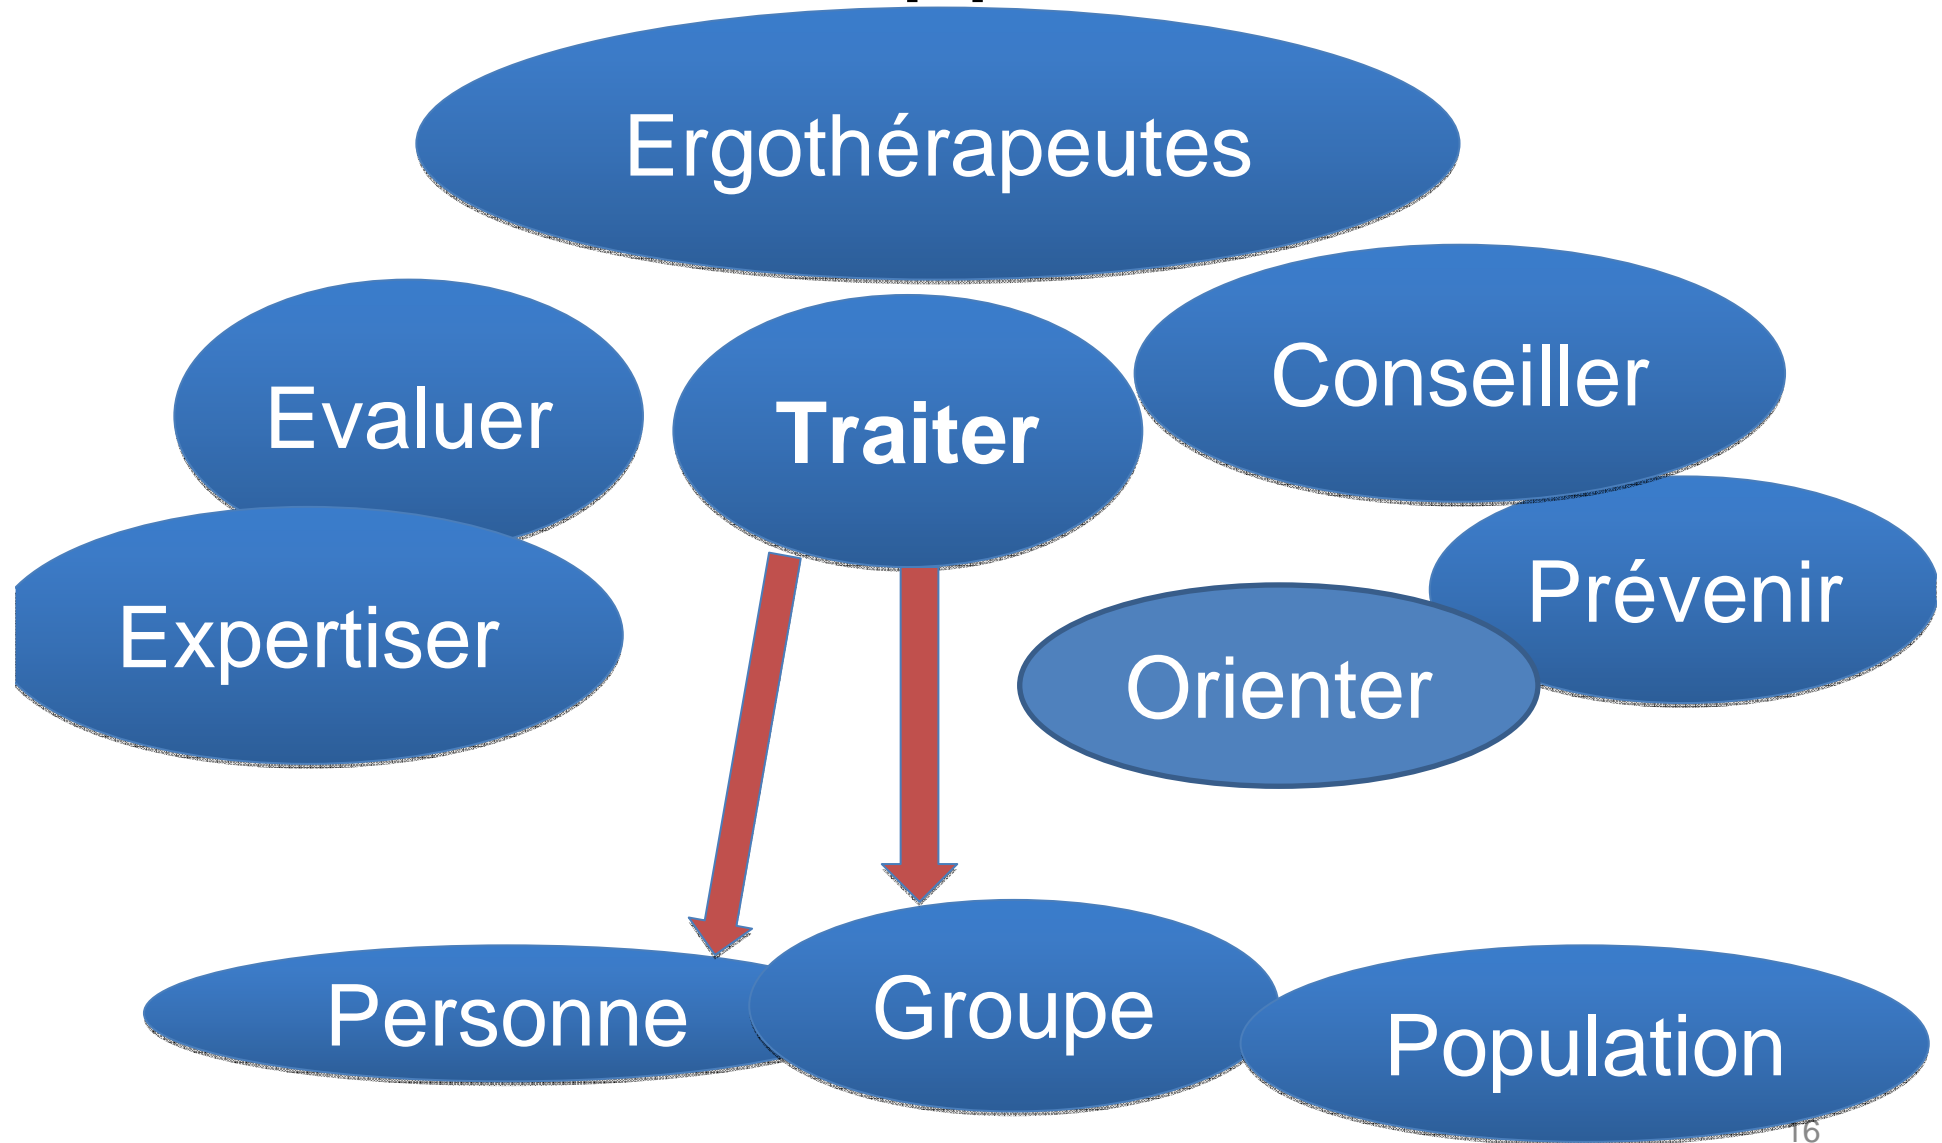 Ergothérapeutes
Evaluer
Traiter
Conseiller
Expertiser
Prévenir
Orienter
Personne
Groupe
Population
16